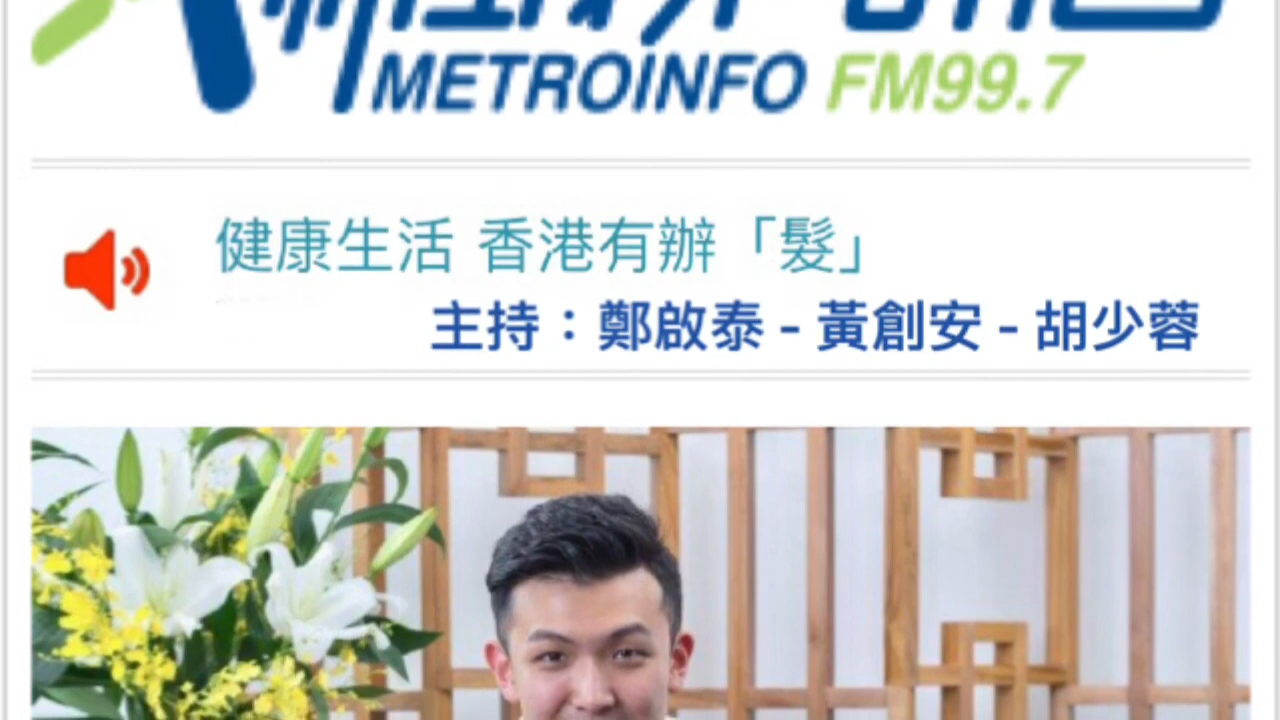 METROINFO FM99.7
健康生活 香港有辦「髮」
主持：鄭啟泰 - 黃創安 - 胡少蓉